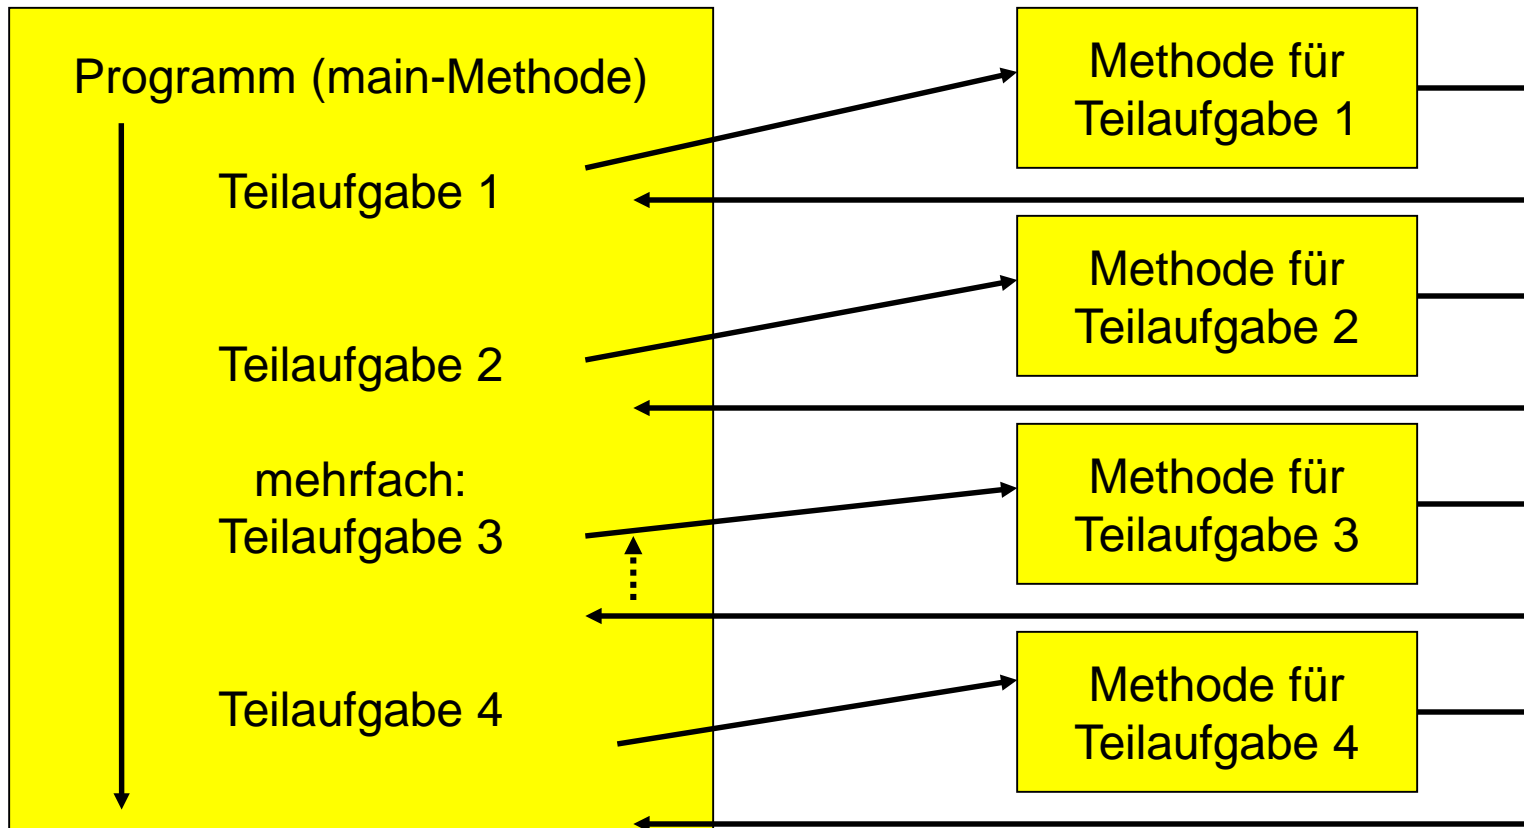 Programm (main-Methode)
Teilaufgabe 1
Teilaufgabe 2
mehrfach:
Teilaufgabe 3
Teilaufgabe 4
Methode für
Teilaufgabe 1
Methode für
Teilaufgabe 2
Methode für
Teilaufgabe 3
Methode für
Teilaufgabe 4